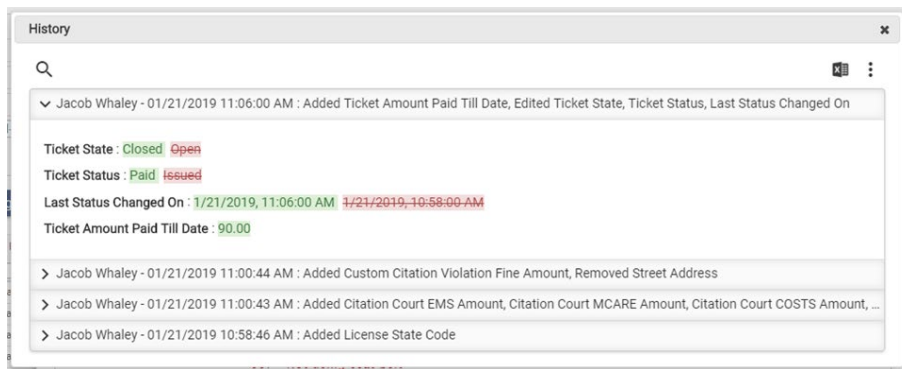 History
Jacob Whaley - 01/21/2019 11:06:00 AM : Added Ticket Amount Paid Till Date, Edited Ticket State, Ticket Status, Last Status Changed On
Ticket State : Closed Open
Ticket Status : Paid Issued
Last Status Changed On : 1/21/2019, 11:06:00 AM 1/21/2019, 10:58:00 AM
Ticket Amount Paid Till Date : 90.00
Jacob Whaley - 01/21/2019 11:00:44 AM : Added Custom Citation Violation Fine Amount, Removed Street Address
Jacob Whaley - 01/21/2019 11:00:43 AM : Added Citation Court EMS Amount, Citation Court MCARE Amount, Citation Court COSTS Amount, ...
Jacob Whaley - 01/21/2019 10:58:46 AM : Added License State Code